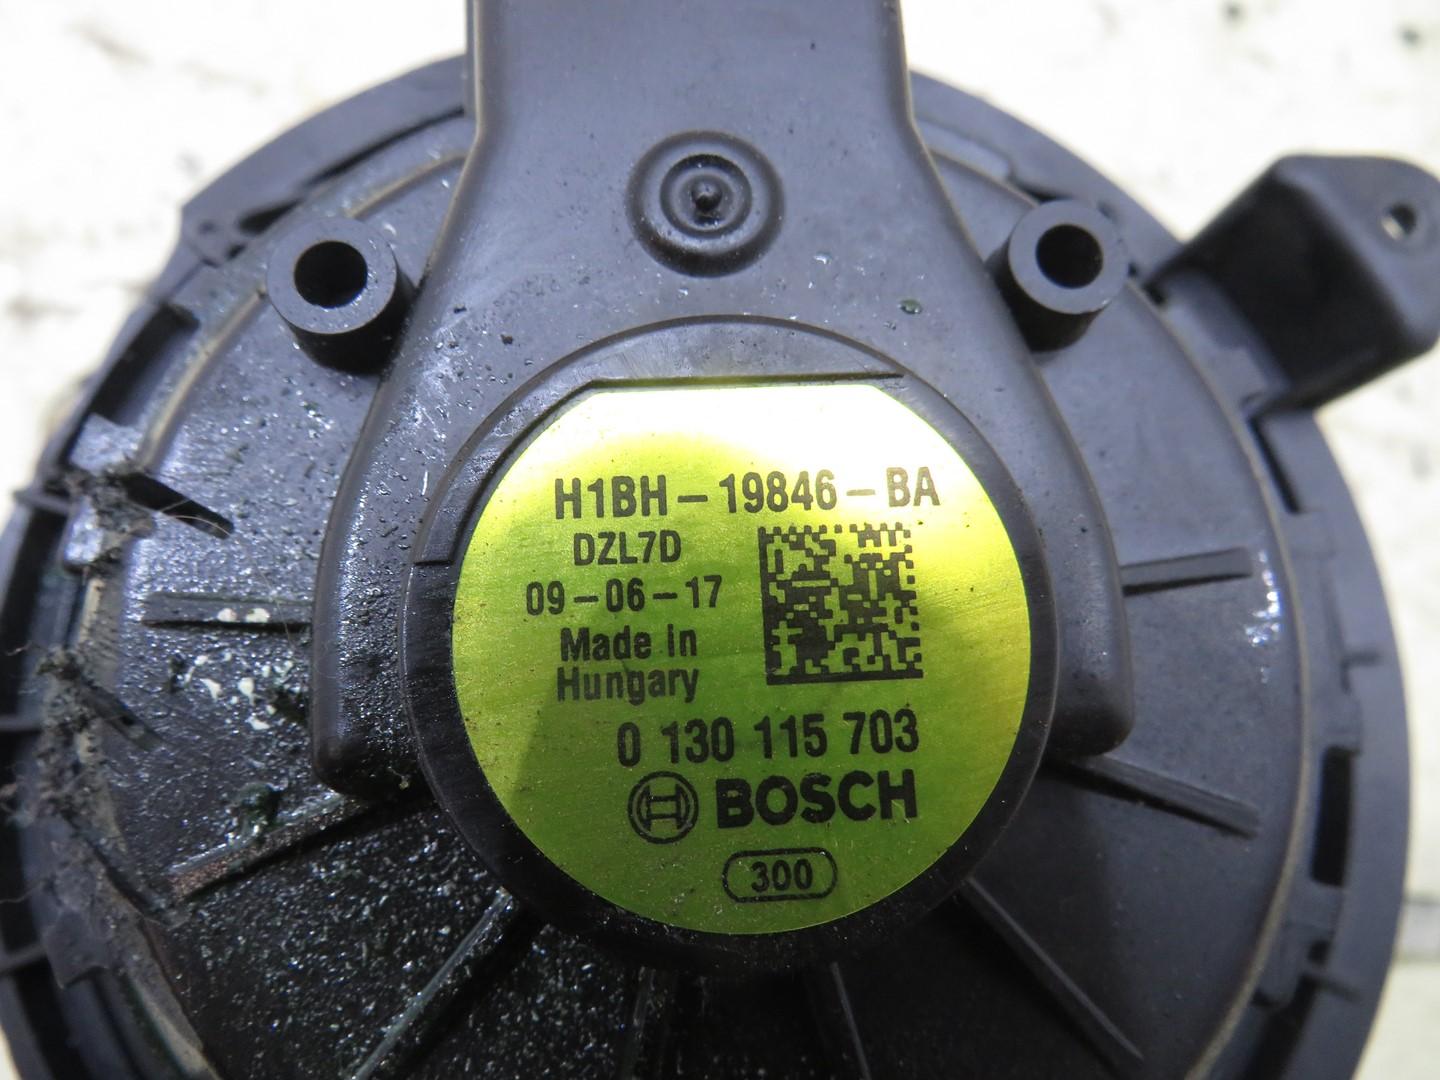 H1BH-19846-BA
DZL7D
09-06-17
Made in
Hungary
0 130 115 703
BOSCH
300